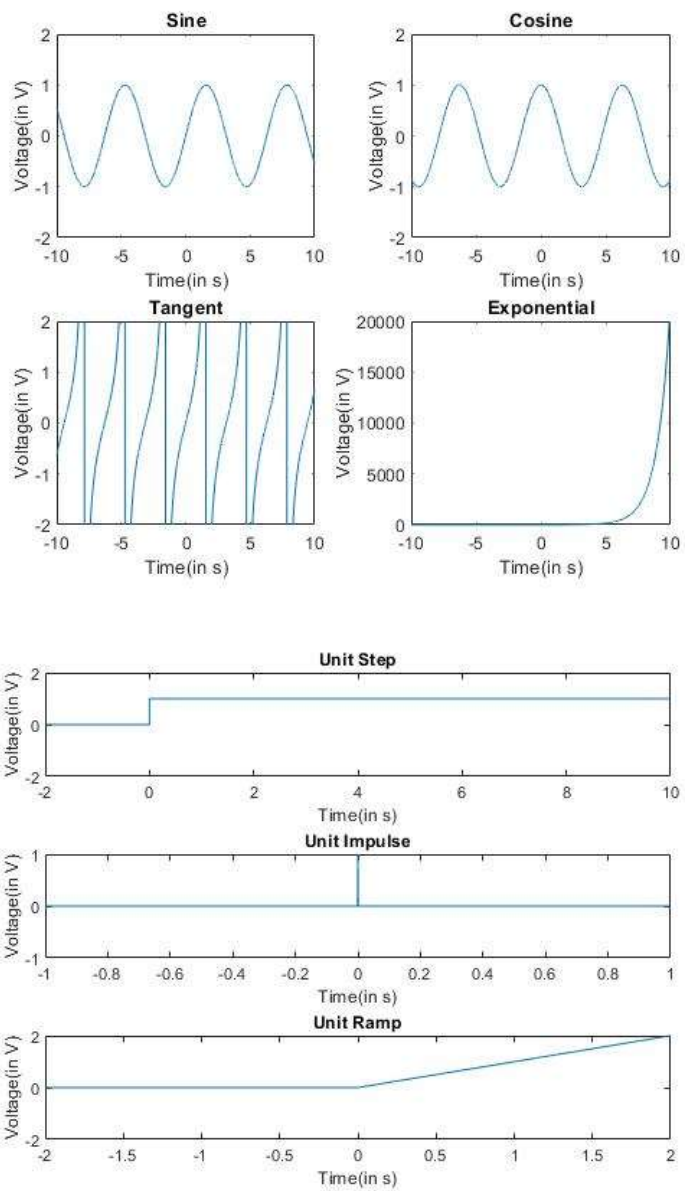 Sine
Voltage(in V)
2
1
0
-1
-2
-10 -5 0 5 10
Time(in s)
Cosine
Voltage(in V)
2
1
0
-1
-2
-10 -5 0 5 10
Time(in s)
Tangent
Voltage(in V)
2
1
0
-1
-2
-10 -5 0 5 10
Time(in s)
Exponential
Voltage(in V)
20000
15000
10000
5000
0
-10 -5 0 5 10
Time(in s)
Unit Step
Voltage(in V)
2
0
-2
-2 0 2 4 6 8 10
Time(in s)
Unit Impulse
Voltage(in V)
1
0
-1
-1 -0.8 -0.6 -0.4 -0.2 0 0.2 0.4 0.6 0.8 1
Time(in s)
Unit Ramp
Voltage(in V)
2
0
-2
-2 -1.5 -1 -0.5 0 0.5 1 1.5 2
Time(in s)